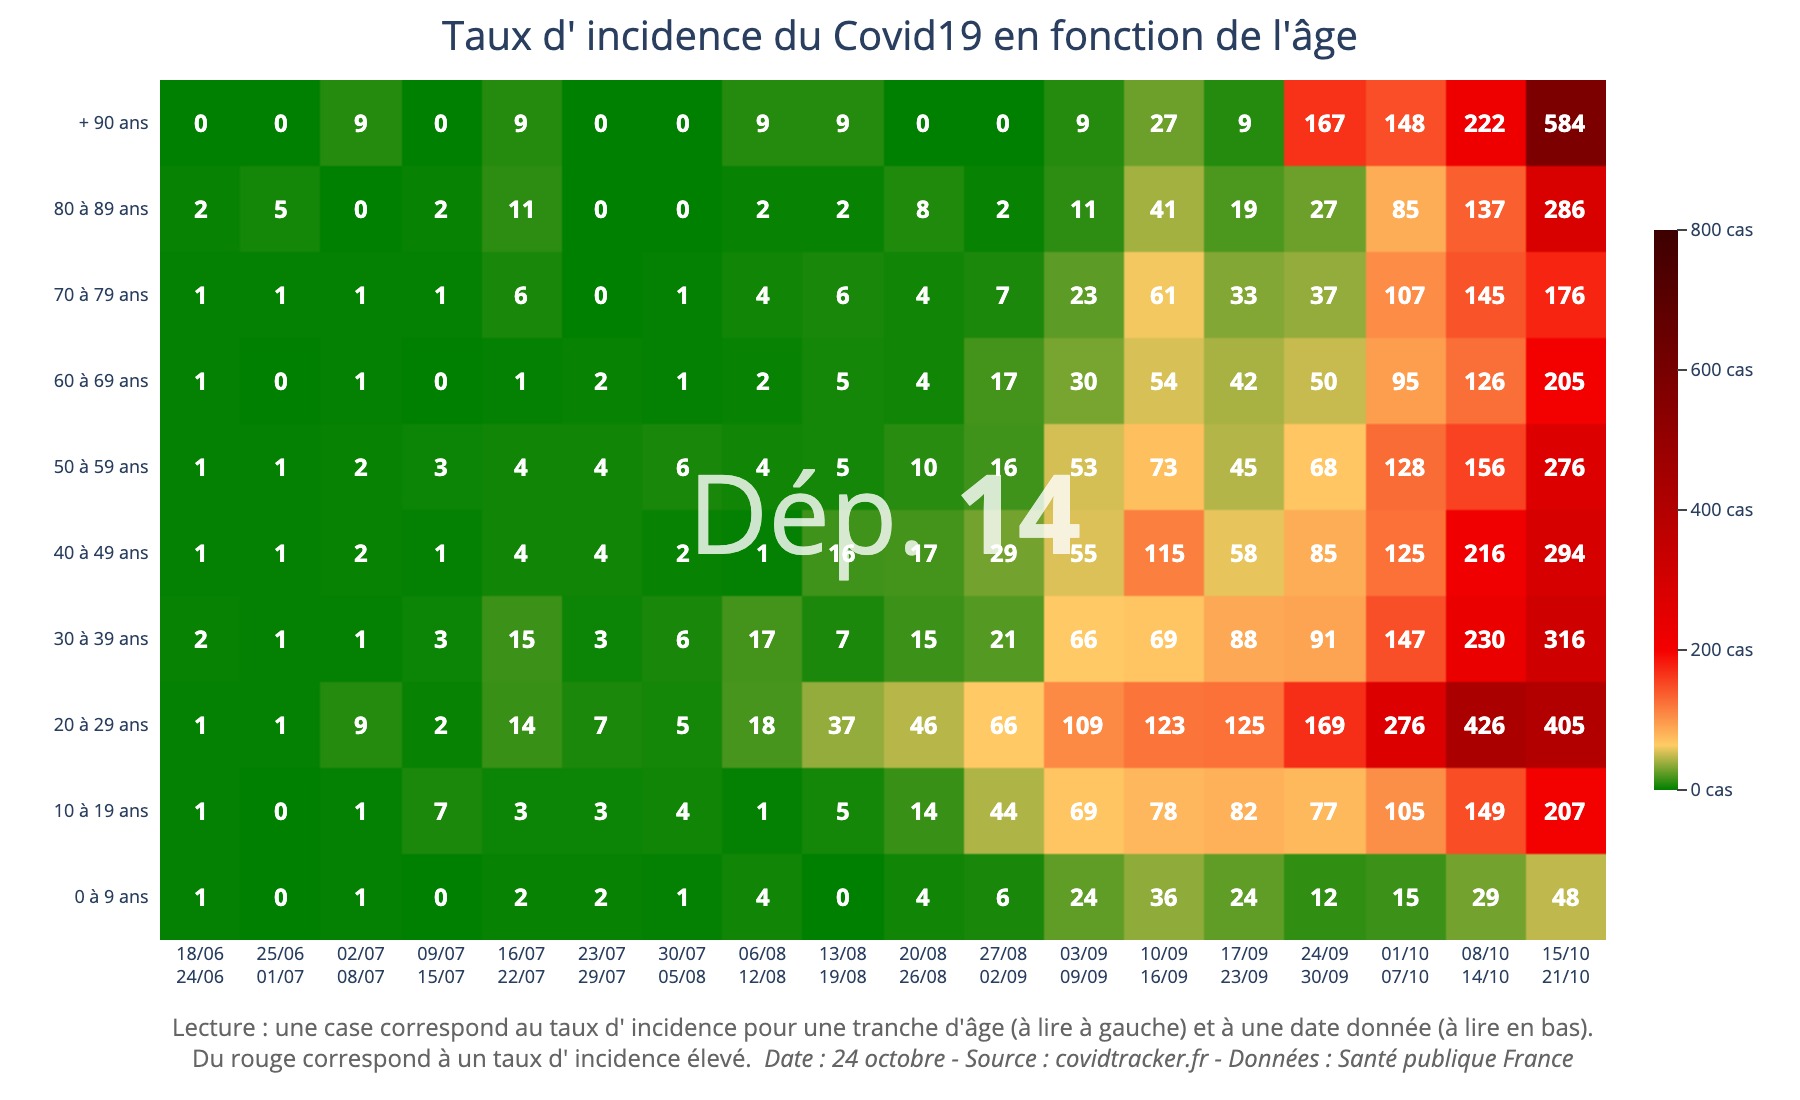 Taux d' incidence du Covid19 en fonction de l'âge
+ 90 ans 0 0 9 0 9 0 0 9 9 0 0 9 27 9 167 148 222 584
80 à 89 ans 2 5 0 2 11 0 0 2 2 8 2 11 41 19 27 85 137 286
70 à 79 ans 1 1 1 1 6 0 1 4 6 4 7 23 61 33 37 107 145 176
60 à 69 ans 1 0 1 0 1 2 1 2 5 4 17 30 54 42 50 95 126 205
50 à 59 ans 1 1 2 3 4 4 6 4 5 10 16 53 73 45 68 128 156 276
Dép. 14
40 à 49 ans 1 1 2 1 4 4 2 1 16 17 29 55 115 58 85 125 216 294
30 à 39 ans 2 1 1 3 15 3 6 17 7 15 21 66 69 88 91 147 230 316
20 à 29 ans 1 1 9 2 14 7 5 18 37 46 66 109 123 125 169 276 426 405
10 à 19 ans 1 0 1 7 3 3 4 1 5 14 44 69 78 82 77 105 149 207
0 à 9 ans 1 0 1 0 2 2 1 4 0 4 6 24 36 24 12 15 29 48
18/06 25/06 02/07 09/07 16/07 23/07 30/07 06/08 13/08 20/08 27/08 03/09 10/09 17/09 24/09 01/10 08/10 15/10
24/06 01/07 08/07 15/07 22/07 29/07 05/08 12/08 19/08 26/08 02/09 09/09 16/09 23/09 30/09 07/10 14/10 21/10
800 cas
600 cas
400 cas
200 cas
0 cas
Lecture : une case correspond au taux d' incidence pour une tranche d'âge (à lire à gauche) et à une date donnée (à lire en bas).
Du rouge correspond à un taux d' incidence élevé. Date : 24 octobre - Source : covidtracker.fr - Données : Santé publique France